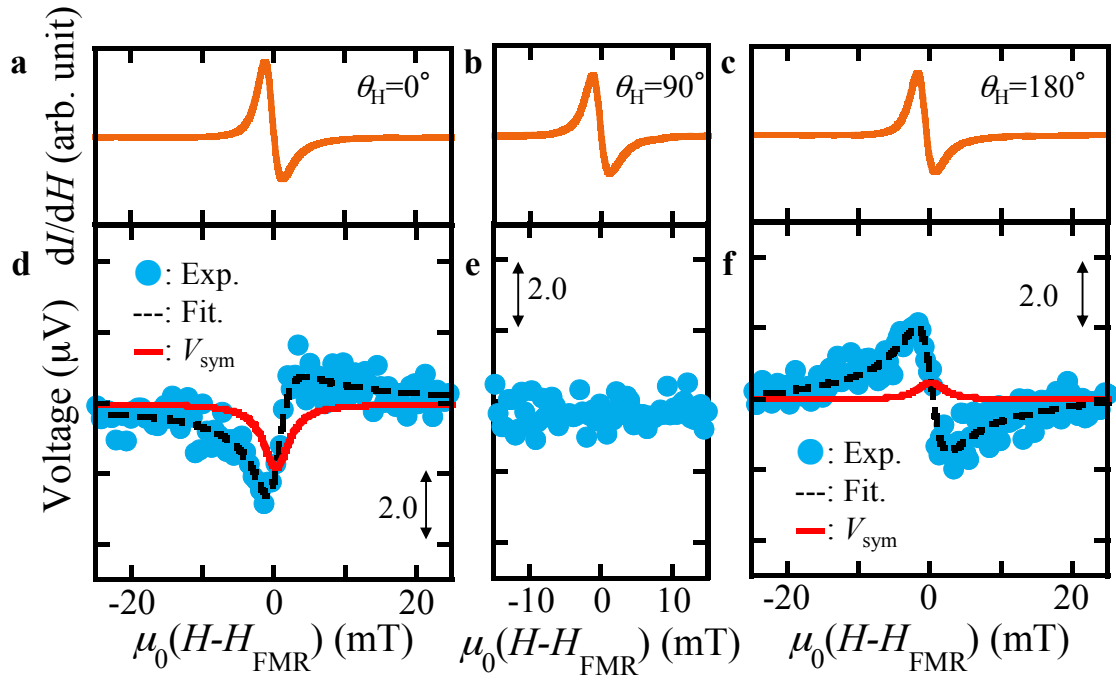 a
b
c
dI/dH (arb. unit)
θH=0°
θH=90°
θH=180°
d
e
f
Voltage (μV)
: Exp.
---: Fit.
: Vsym
2.0
2.0
2.0
: Exp.
---: Fit.
: Vsym
-20 0 20
-10 0 10
-20 0 20
μ0(H-HFMR) (mT)
μ0(H-HFMR) (mT)
μ0(H-HFMR) (mT)